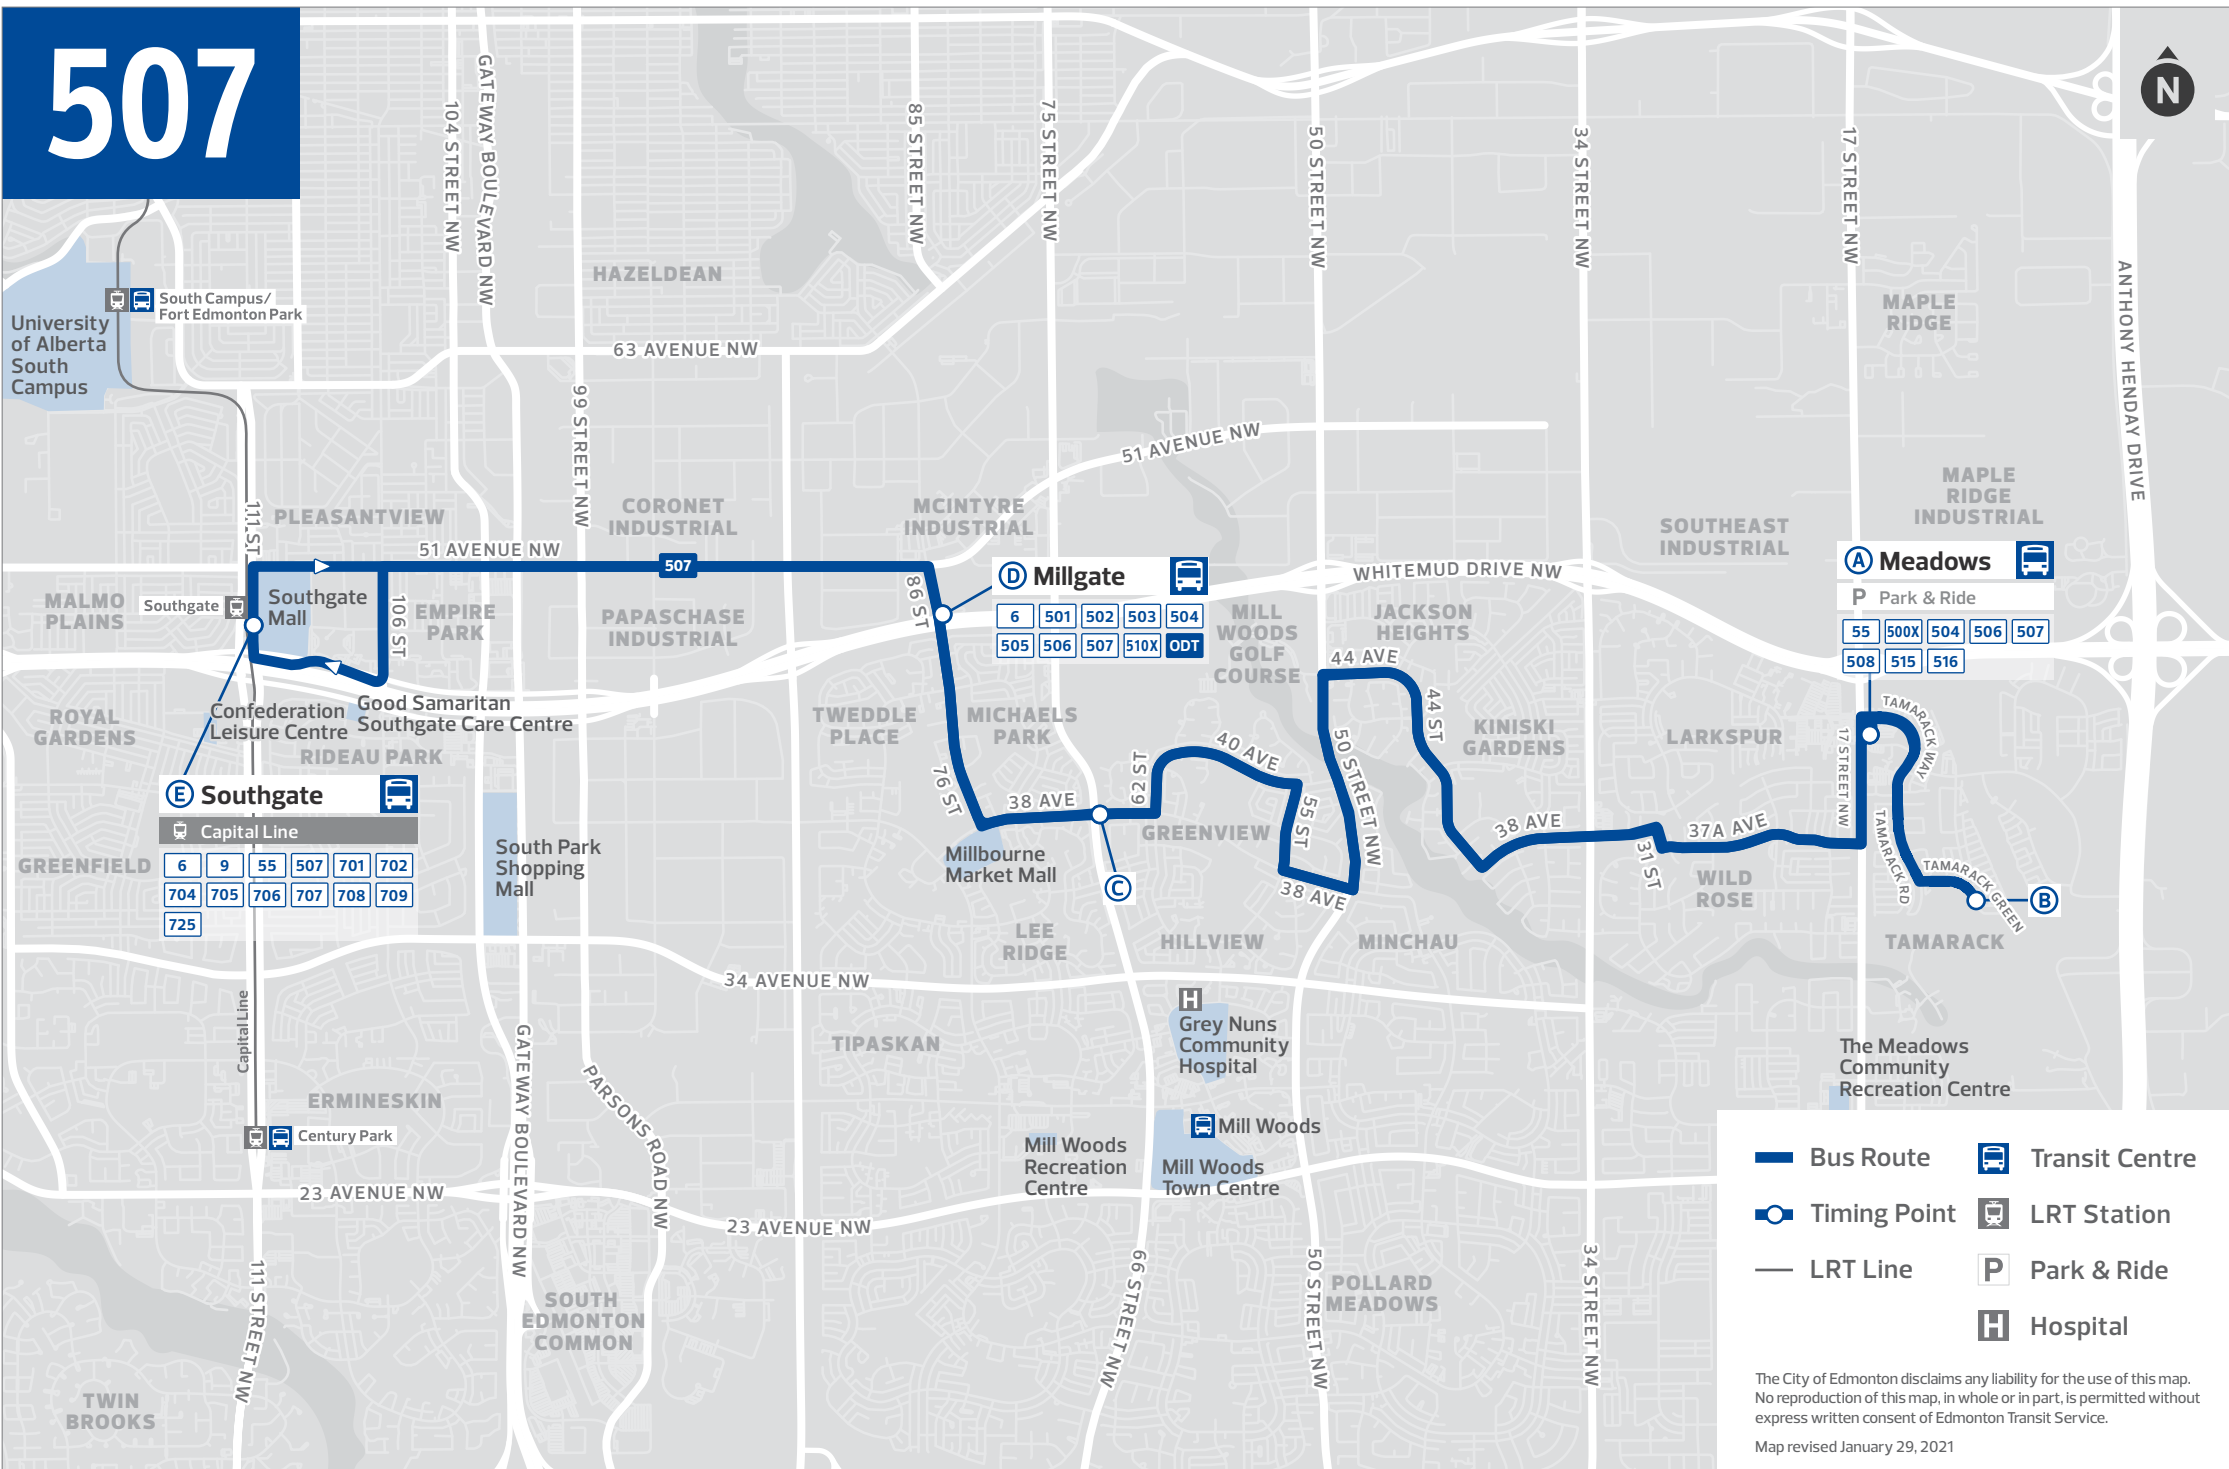 507
N
104 STREET NW
GATEWAY BOULEVARD NW
85 STREET NW
75 STREET NW
50 STREET NW
34 STREET NW
17 STREET NW
ANTHONY HENDAY DRIVE
HAZELDEAN
MAPLE
RIDGE
South Campus/
Fort Edmonton Park
University
of Alberta
South
Campus
63 AVENUE NW
99 STREET NW
51 AVENUE NW
111 ST
PLEASANTVIEW
CORONET
INDUSTRIAL
MCINTYRE
INDUSTRIAL
MAPLE
RIDGE
INDUSTRIAL
SOUTHEAST
INDUSTRIAL
51 AVENUE NW
507
WHITEMUD DRIVE NW
MALMO
PLAINS
Southgate
Southgate
Mall
106 ST
EMPIRE
PARK
PAPASCHASE
INDUSTRIAL
86 ST
D Millgate
6 501 502 503 504
505 506 507 510X ODT
MILL
WOODS
GOLF
COURSE
JACKSON
HEIGHTS
A Meadows
P Park & Ride
55 500X 504 506 507
508 515 516
44 AVE
44 ST
ROYAL
GARDENS
Confederation
Leisure Centre
Good Samaritan
Southgate Care Centre
RIDEAU PARK
TWEDDLE
PLACE
MICHAELS
PARK
76 ST
38 AVE
62 ST
40 AVE
55 ST
50 STREET NW
KINISKI
GARDENS
LARKSPUR
17 STREET NW
TAMARACK WAY
TAMARACK RD
TAMARACK GREEN
B
E Southgate
Capital Line
6 9 55 507 701 702
704 705 706 707 708 709
725
GREENFIELD
South Park
Shopping
Mall
Millbourne
Market Mall
C
GREENVIEW
38 AVE
38 AVE
31 ST
37A AVE
WILD
ROSE
TAMARACK
LEE
RIDGE
HILLVIEW
MINCHAU
34 AVENUE NW
Capital Line
H
Grey Nuns
Community
Hospital
TIPASKAN
The Meadows
Community
Recreation Centre
ERMINESKIN
Century Park
GATEWAY BOULEVARD NW
PARSONS ROAD NW
Mill Woods
Mill Woods
Recreation
Centre
Mill Woods
Town Centre
23 AVENUE NW
23 AVENUE NW
111 STREET NW
66 STREET NW
50 STREET NW
34 STREET NW
SOUTH
EDMONTON
COMMON
POLLARD
MEADOWS
TWIN
BROOKS
Bus Route
Transit Centre
Timing Point
LRT Station
LRT Line
P Park & Ride
H Hospital
The City of Edmonton disclaims any liability for the use of this map.
No reproduction of this map, in whole or in part, is permitted without
express written consent of Edmonton Transit Service.
Map revised January 29, 2021